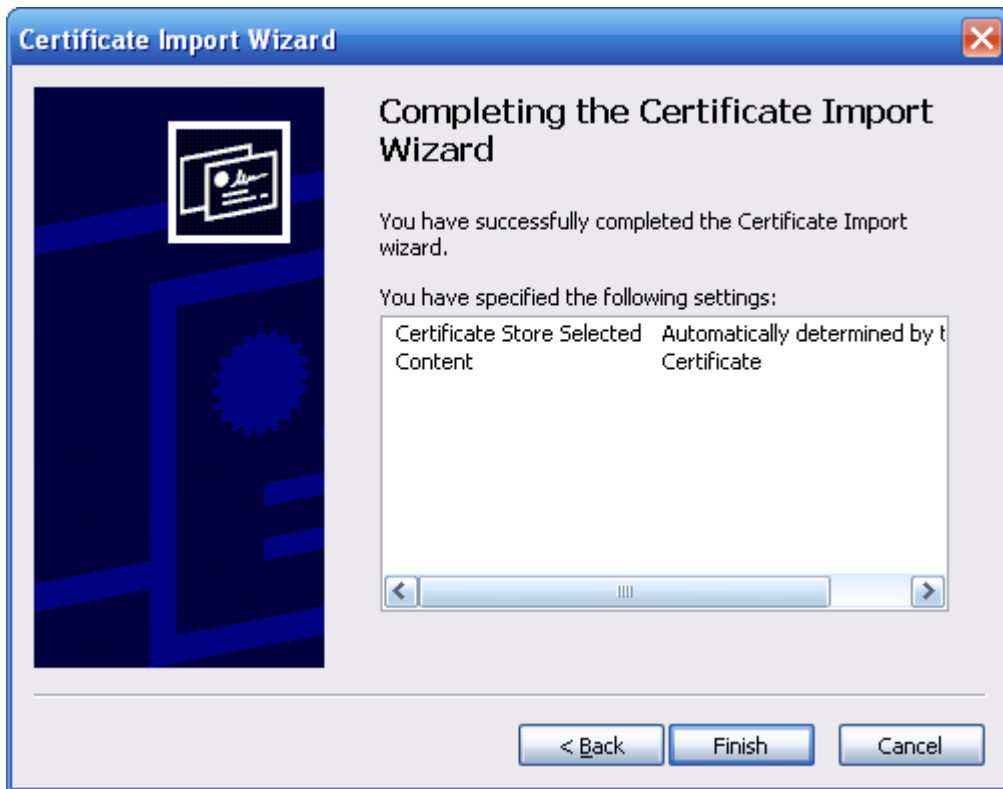 Certificate Import Wizard
Completing the Certificate Import
Wizard
You have successfully completed the Certificate Import
wizard.
You have specified the following settings:
Certificate Store Selected Automatically determined by t
Content Certificate
< Back Finish Cancel